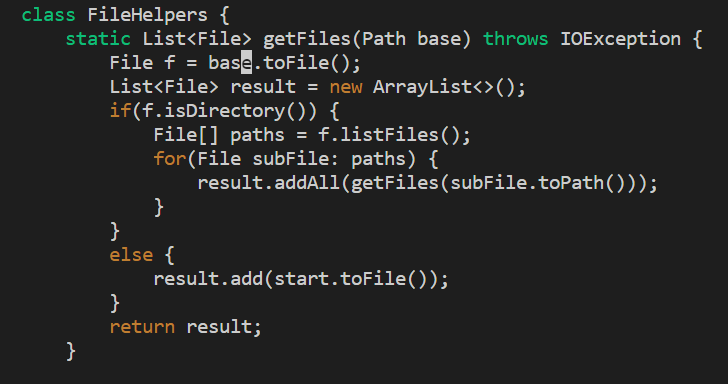 class FileHelpers {
    static List<File> getFiles(Path base) throws IOException {
        File f = base.toFile();
        List<File> result = new ArrayList<>();
        if(f.isDirectory()) {
            File[] paths = f.listFiles();
            for(File subFile: paths) {
                result.addAll(getFiles(subFile.toPath()));
            }
        }
        else {
            result.add(start.toFile());
        }
        return result;
    }